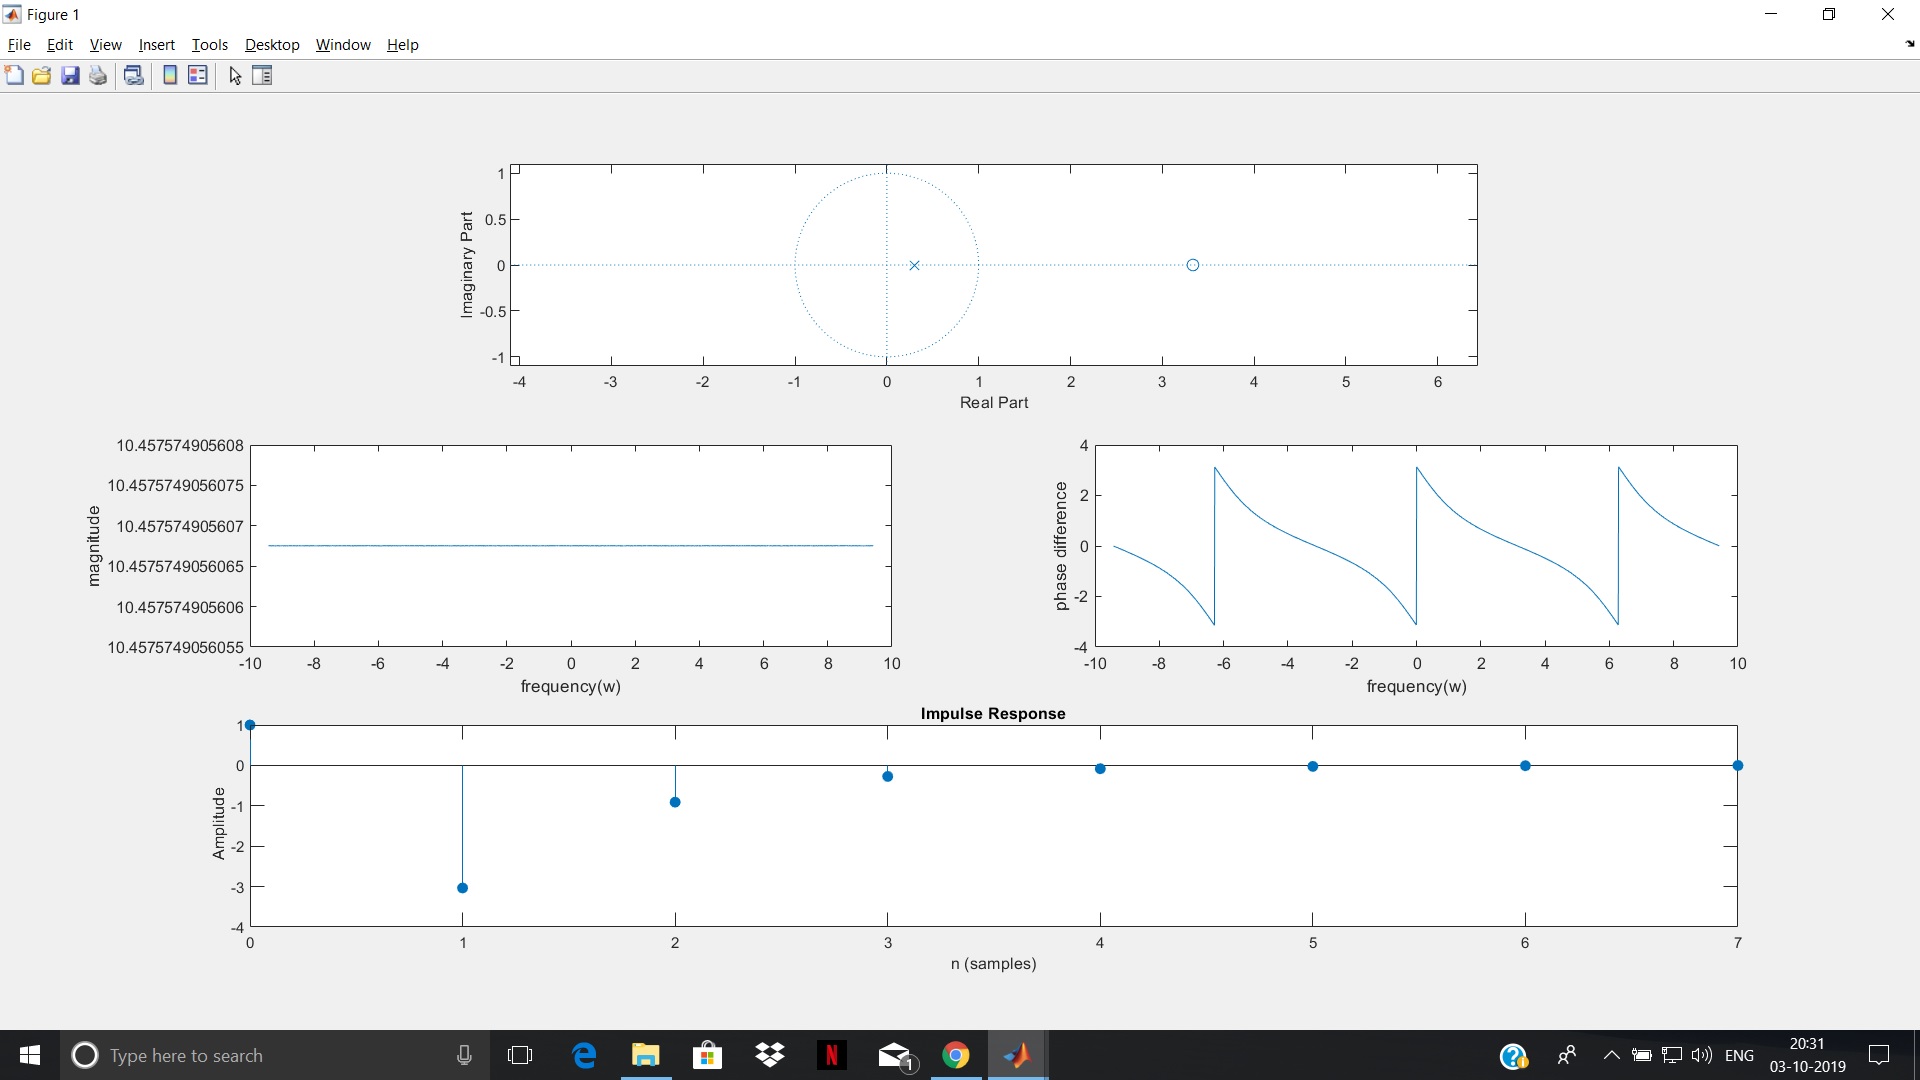 Figure 1
File Edit View Insert Tools Desktop Window Help
1
0.5
0
-0.5
-1
Imaginary Part
-4 -3 -2 -1 0 1 2 3 4 5 6
Real Part
10.457574905608
10.4575749056075
10.457574905607
10.4575749056065
10.457574905606
10.4575749056055
magnitude
-10 -8 -6 -4 -2 0 2 4 6 8 10
frequency(w)
4
2
0
-2
-4
phase difference
-10 -8 -6 -4 -2 0 2 4 6 8 10
frequency(w)
Impulse Response
1
0
-1
-2
-3
-4
Amplitude
0 1 2 3 4 5 6 7
n (samples)
Type here to search
N
1
ENG
20:31
03-10-2019